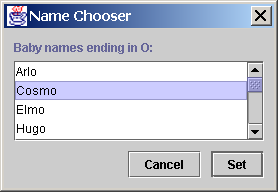 Name Chooser
Baby names ending in O:
Arlo
Cosmo
Elmo
Hugo
Cancel Set